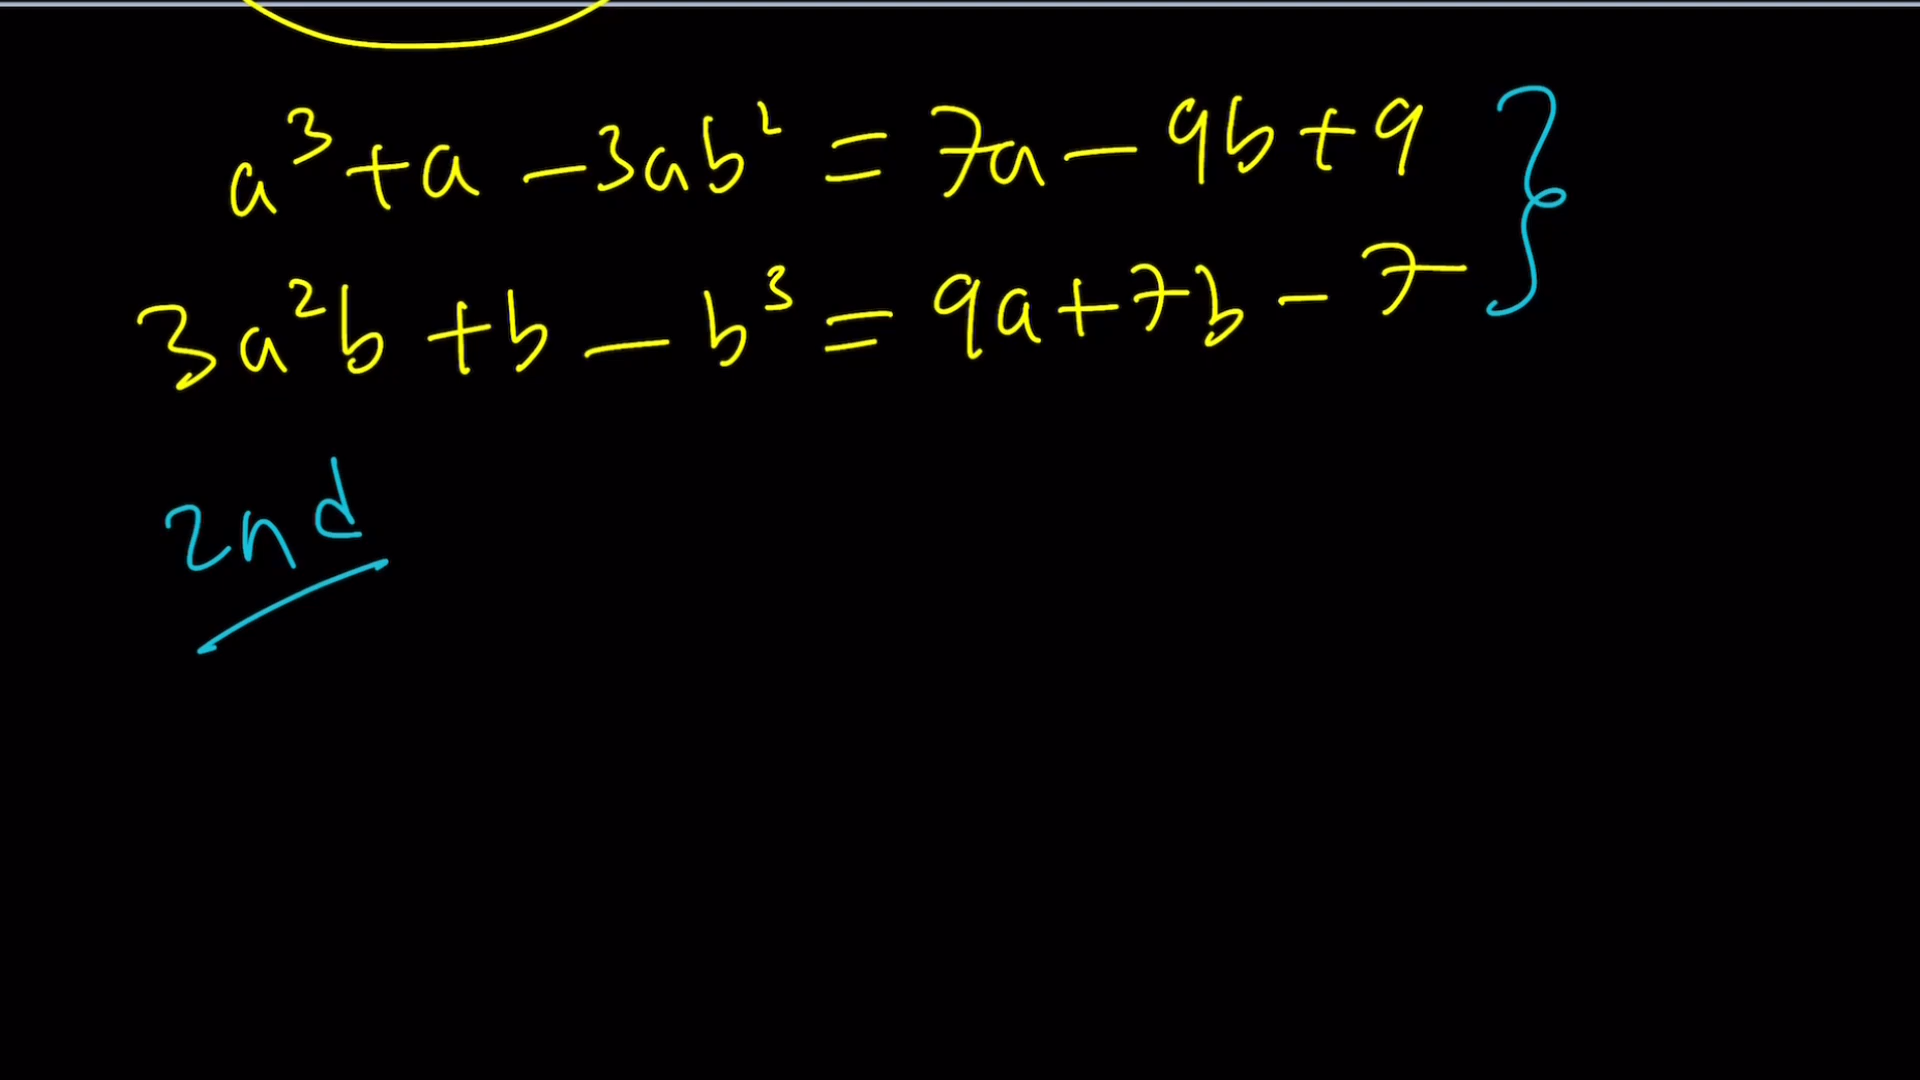 a³ + a - 3ab² = 7a - 9b + 9
3a²b + b - b³ = 9a + 7b - 7
2nd